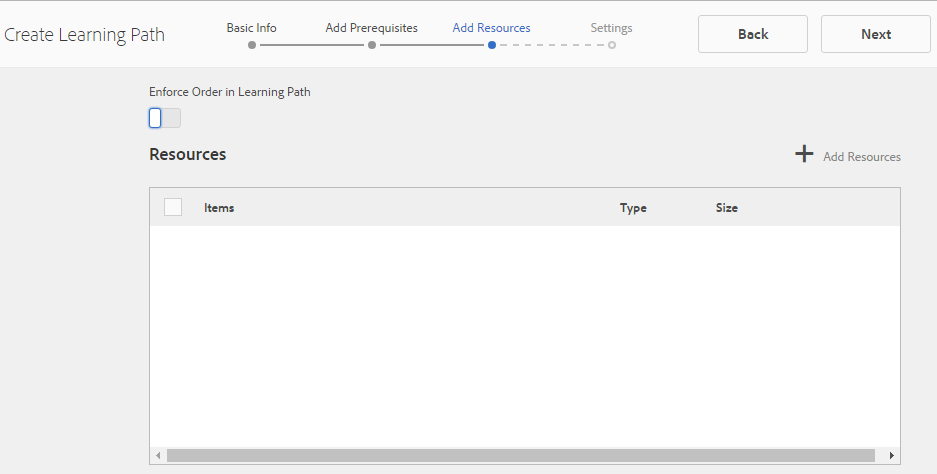 Create Learning Path
Basic Info
Add Prerequisites
Add Resources
Settings
Back
Next
Enforce Order in Learning Path
Resources
Add Resources
Items
Type
Size